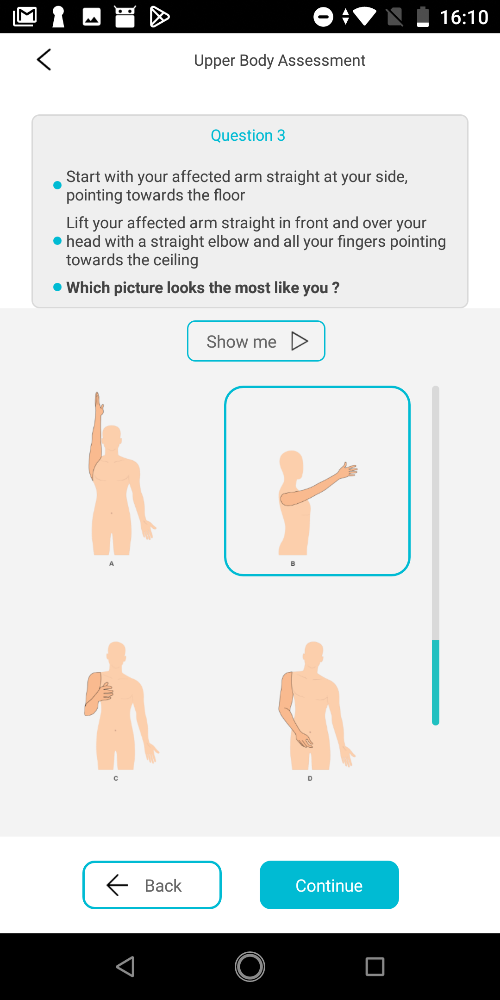 16:10
Upper Body Assessment
Question 3
Start with your affected arm straight at your side,
pointing towards the floor
Lift your affected arm straight in front and over your
head with a straight elbow and all your fingers pointing
towards the ceiling
Which picture looks the most like you ?
Show me
A
B
C
D
Back
Continue